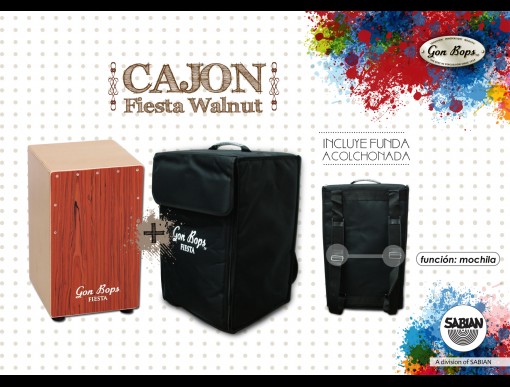 Gon Bops
CAJON
Fiesta Walnut
INCLUYE FUNDA
ACOLCHONADA
+
Gon Bops
FIESTA
Gon Bops
FIESTA
función: mochila
SABIAN
A division of SABIAN